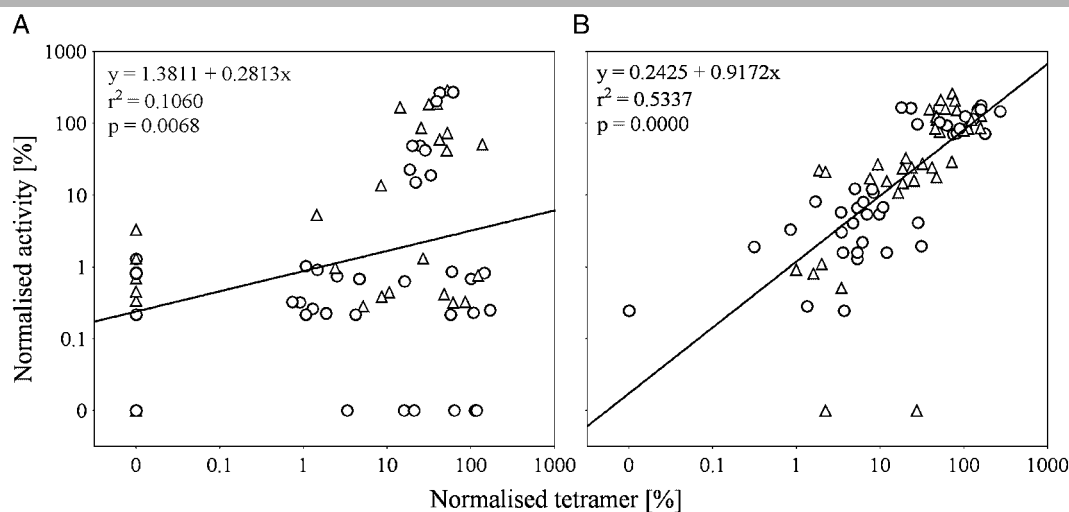 A
B
y = 1.3811 + 0.2813x
r² = 0.1060
p = 0.0068
y = 0.2425 + 0.9172x
r² = 0.5337
p = 0.0000
Normalised activity [%]
1000
100
10
1
0.1
0
0 0.1 1 10 100 1000
0 0.1 1 10 100 1000
Normalised tetramer [%]